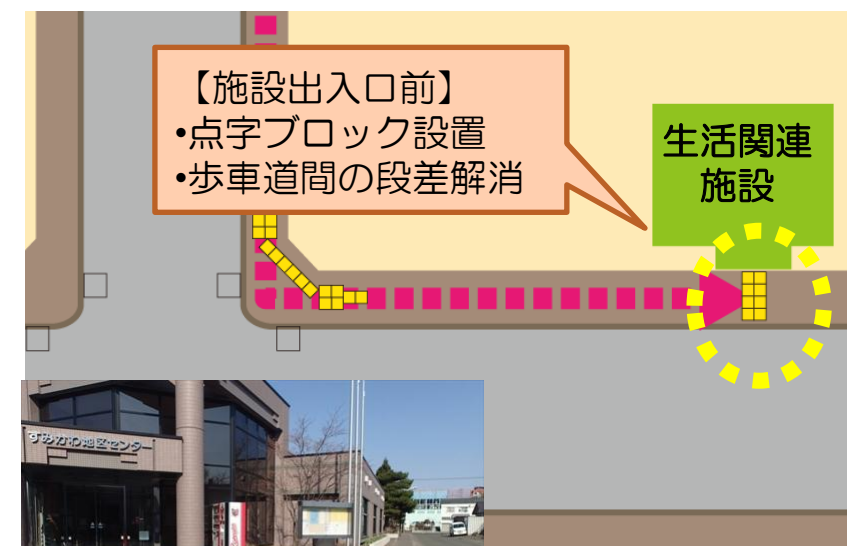 【施設出入口前】
•点字ブロック設置
•歩車道間の段差解消
生活関連
施設
すみかわ地区センター